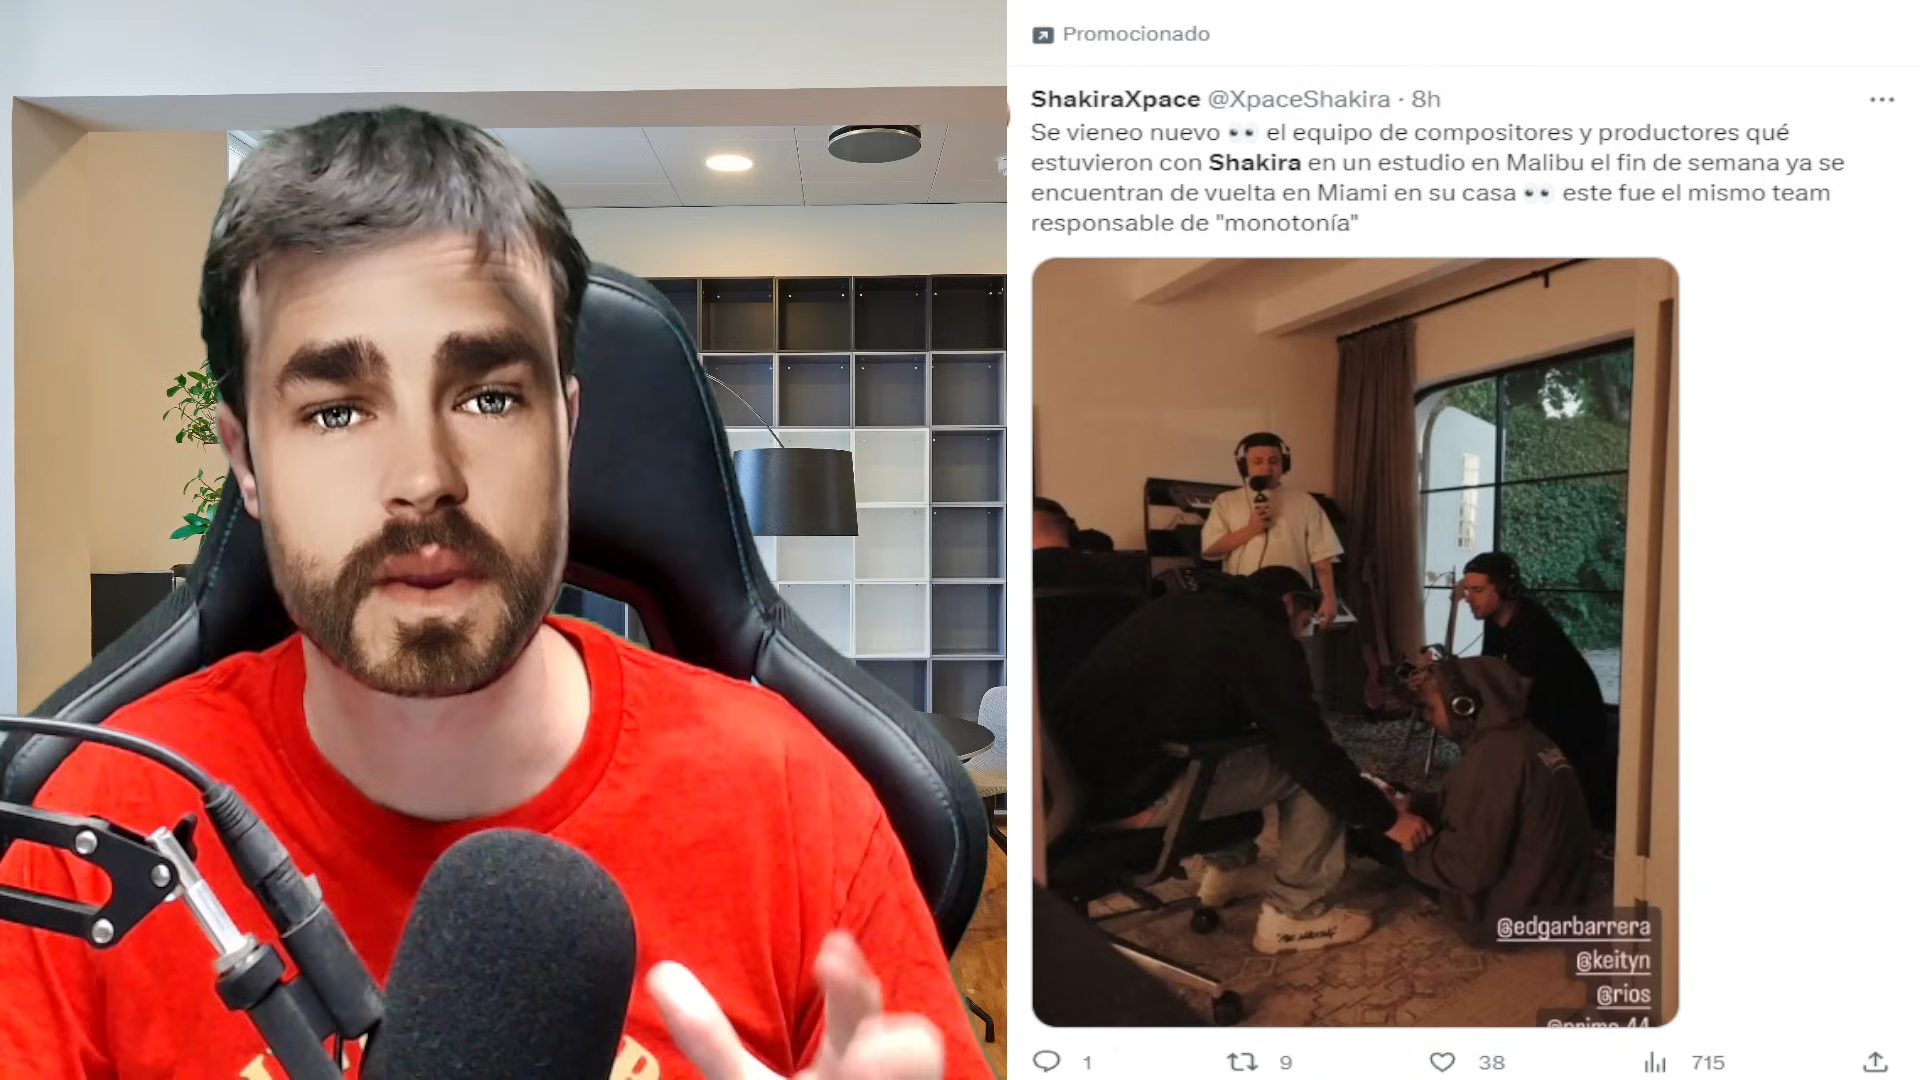 Promocionado
ShakiraXpace @XpaceShakira · 8h
Se vieneo nuevo 👀 el equipo de compositores y productores qué
estuvieron con Shakira en un estudio en Malibu el fin de semana ya se
encuentran de vuelta en Miami en su casa 👀 este fue el mismo team
responsable de "monotonía"
@edgarbarrera
@keityn
@rios
1 9 38 715